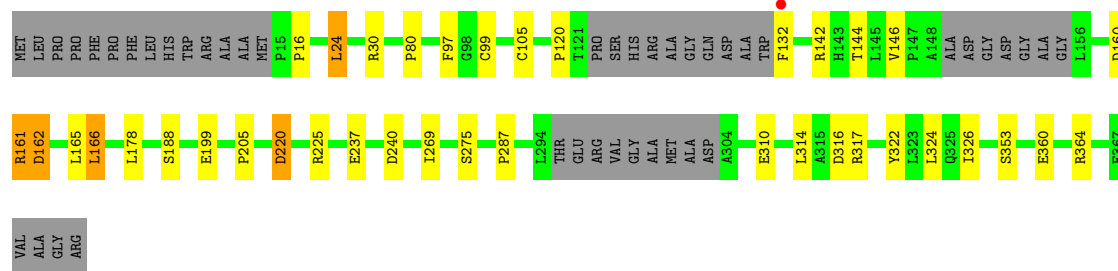 MET LEU PRO PRO PHE PRO PHE LEU HIS TRP ARG ALA ALA MET P15 P16 L24 R30 P80 F97 G98 C99 C105 P120 T121 PRO SER HIS ARG ALA GLY GLN ASP ALA TRP F132 R142 H143 T144 L145 V146 P147 A148 ALA ASP GLY ASP GLY ALA GLY L156 D160
R161 D162 L165 L166 L178 S188 E199 P205 D220 R225 E237 D240 I269 S275 P287 L294 THR GLU ARG VAL GLY ALA MET ALA ASP A304 E310 L314 A315 D316 R317 Y322 L323 L324 Q325 I326 S353 E360 R364 E367
VAL ALA GLY ARG